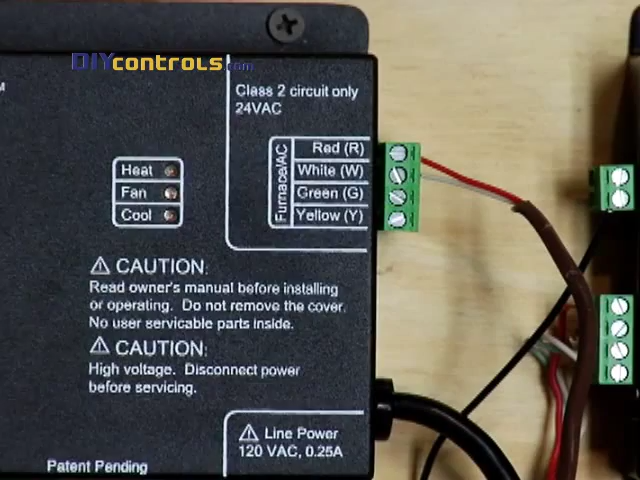 DIYcontrols.com
M
Class 2 circuit only
24VAC
Furnace/AC
Red (R)
White (W)
Green (G)
Yellow (Y)
Heat
Fan
Cool
⚠ CAUTION:
Read owner's manual before installing
or operating. Do not remove the cover.
No user servicable parts inside.
⚠ CAUTION:
High voltage. Disconnect power
before servicing.
⚠ Line Power
120 VAC, 0.25A
Patent Pending